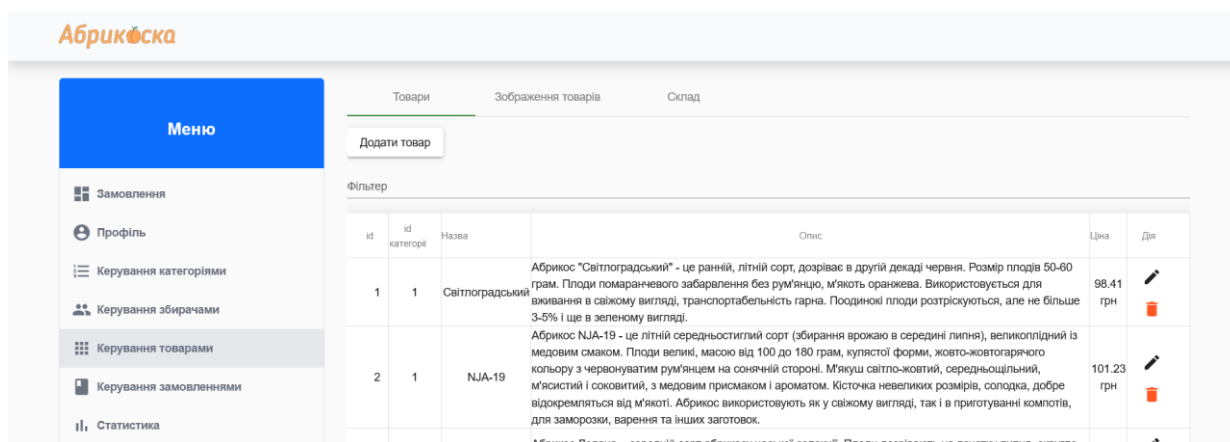 Абрикоска
Товари Зображення товарів Склад
Меню
Додати товар
Замовлення
Фільтер
Профіль
id id категорії Назва Опис Ціна Дія
Керування категоріями
Абрикос "Світлоградський" - це ранній, літній сорт, дозріває в другій декаді червня. Розмір плодів 50-60
1 1 Світлоградський грам. Плоди помаранчевого забарвлення без рум'янцю, м'якоть оранжева. Використовується для 98.41
Керування збирачами
вживання в свіжому вигляді, транспортабельність гарна. Поодинокі плоди розтріскуються, але не більше грн
3-5% і ще в зеленому вигляді.
Керування товарами
Абрикос NJA-19 - це літній середньостиглий сорт (збирання врожаю в середині липня), великоплідний із
медовим смаком. Плоди великі, масою від 100 до 180 грам, кулястої форми, жовто-жовтогарячого
2 1 NJA-19 кольору з червонуватим рум'янцем на сонячній стороні. М'якуш світло-жовтий, середньощільний, 101.23
Керування замовленнями
м'ясистий і соковитий, з медовим присмаком і ароматом. Кісточка невеликих розмірів, солодка, добре грн
відокремляється від м'якоті. Абрикос використовують як у свіжому вигляді, так і в приготуванні компотів,
для заморозки, варення та інших заготовок.
Статистика